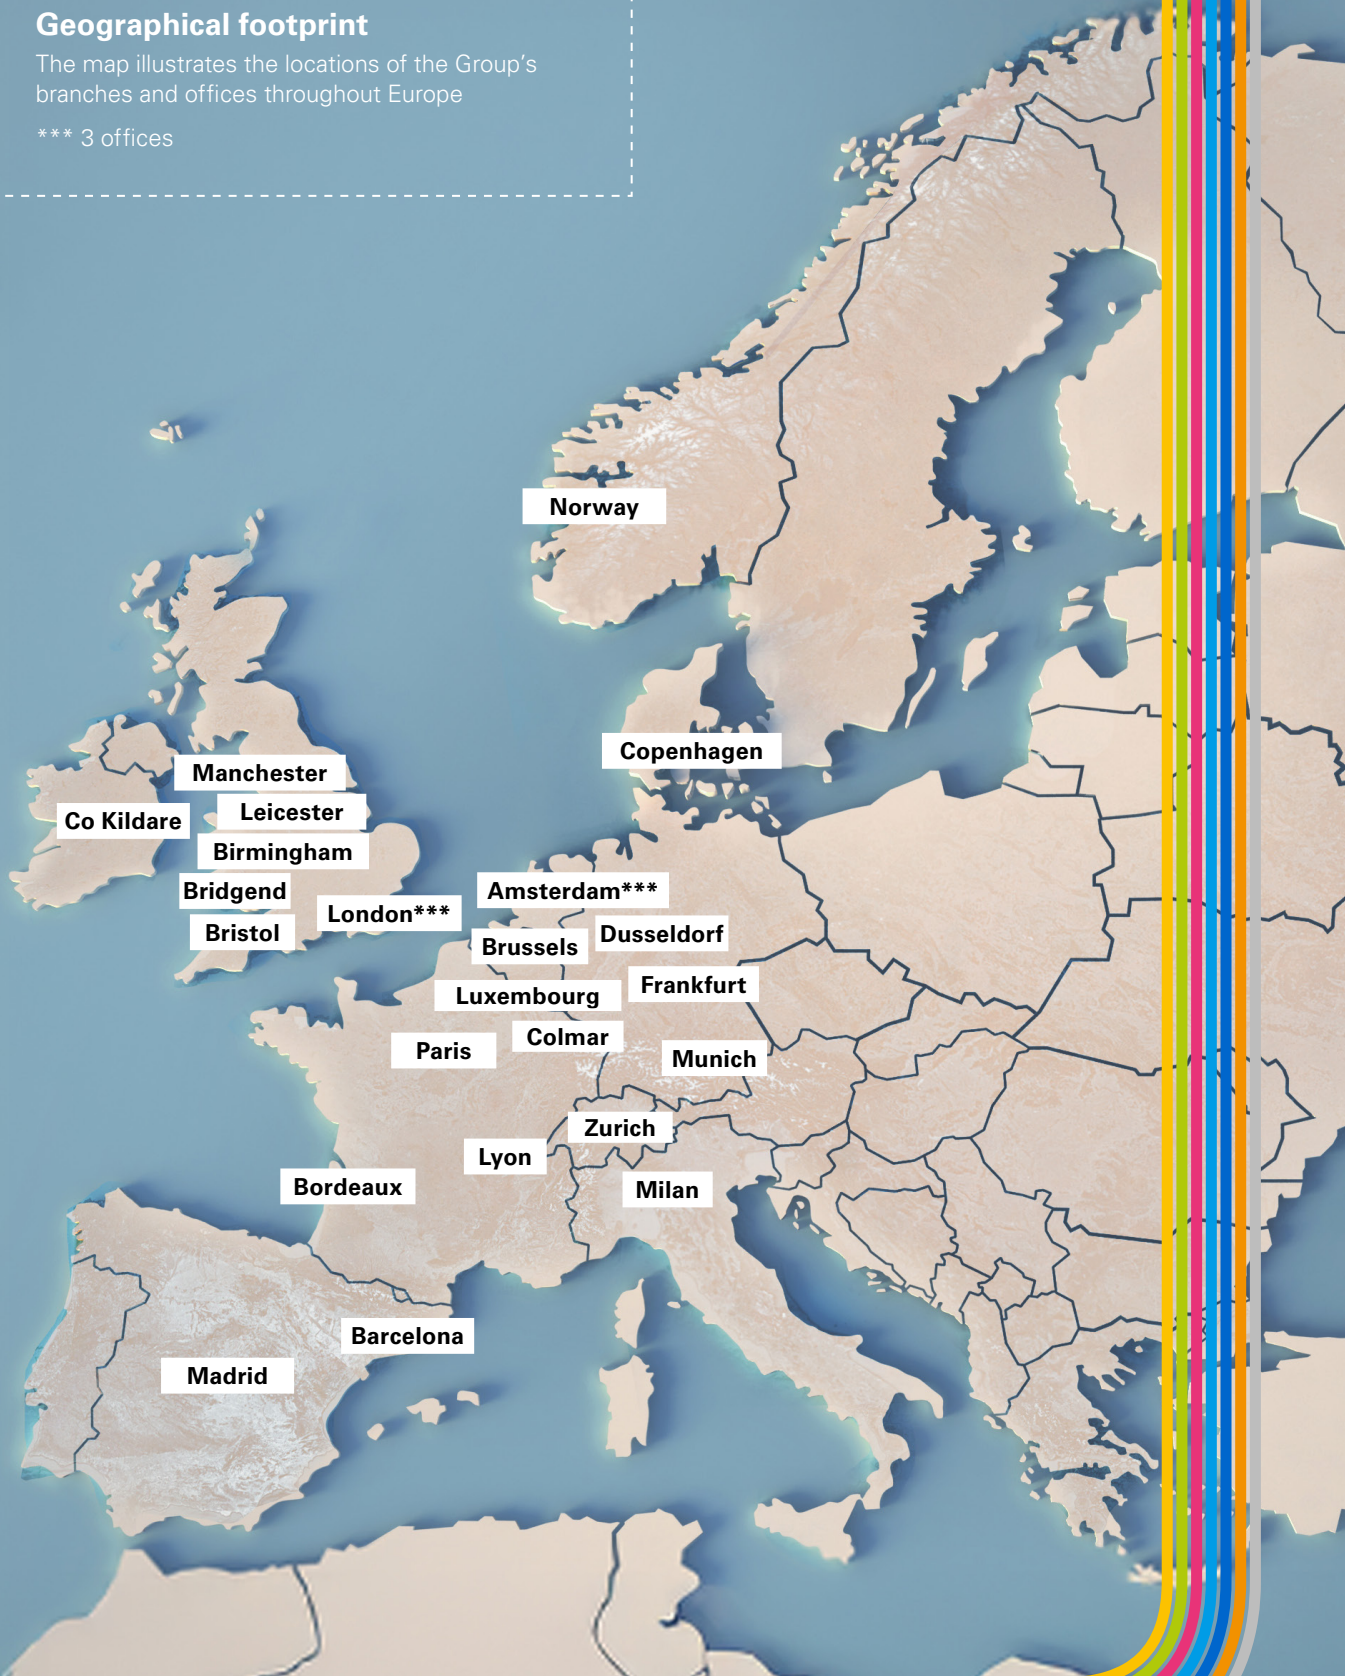 Geographical footprint
The map illustrates the locations of the Group's
branches and offices throughout Europe
*** 3 offices
Norway
Copenhagen
Manchester
Leicester
Co Kildare
Birmingham
Bridgend
Amsterdam***
London***
Bristol
Dusseldorf
Brussels
Frankfurt
Luxembourg
Colmar
Paris
Munich
Zurich
Lyon
Bordeaux
Milan
Barcelona
Madrid